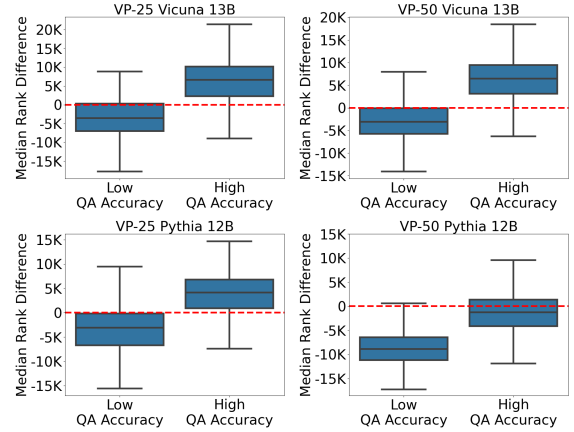 VP-25 Vicuna 13B
Median Rank Difference
20K
15K
10K
5K
0
-5K
-10K
-15K
Low
QA Accuracy
High
QA Accuracy
VP-50 Vicuna 13B
Median Rank Difference
20K
15K
10K
5K
0
-5K
-10K
-15K
Low
QA Accuracy
High
QA Accuracy
VP-25 Pythia 12B
Median Rank Difference
15K
10K
5K
0
-5K
-10K
-15K
Low
QA Accuracy
High
QA Accuracy
VP-50 Pythia 12B
Median Rank Difference
15K
10K
5K
0
-5K
-10K
-15K
Low
QA Accuracy
High
QA Accuracy